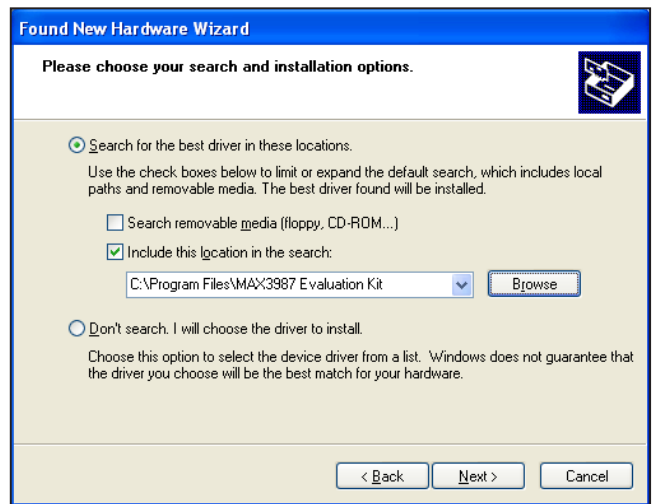 Found New Hardware Wizard
Please choose your search and installation options.
Search for the best driver in these locations.
Use the check boxes below to limit or expand the default search, which includes local
paths and removable media. The best driver found will be installed.
Search removable media (floppy, CD-ROM...)
Include this location in the search:
C:\Program Files\MAX3987 Evaluation Kit
Browse
Don't search. I will choose the driver to install.
Choose this option to select the device driver from a list. Windows does not guarantee that
the driver you choose will be the best match for your hardware.
< Back Next > Cancel